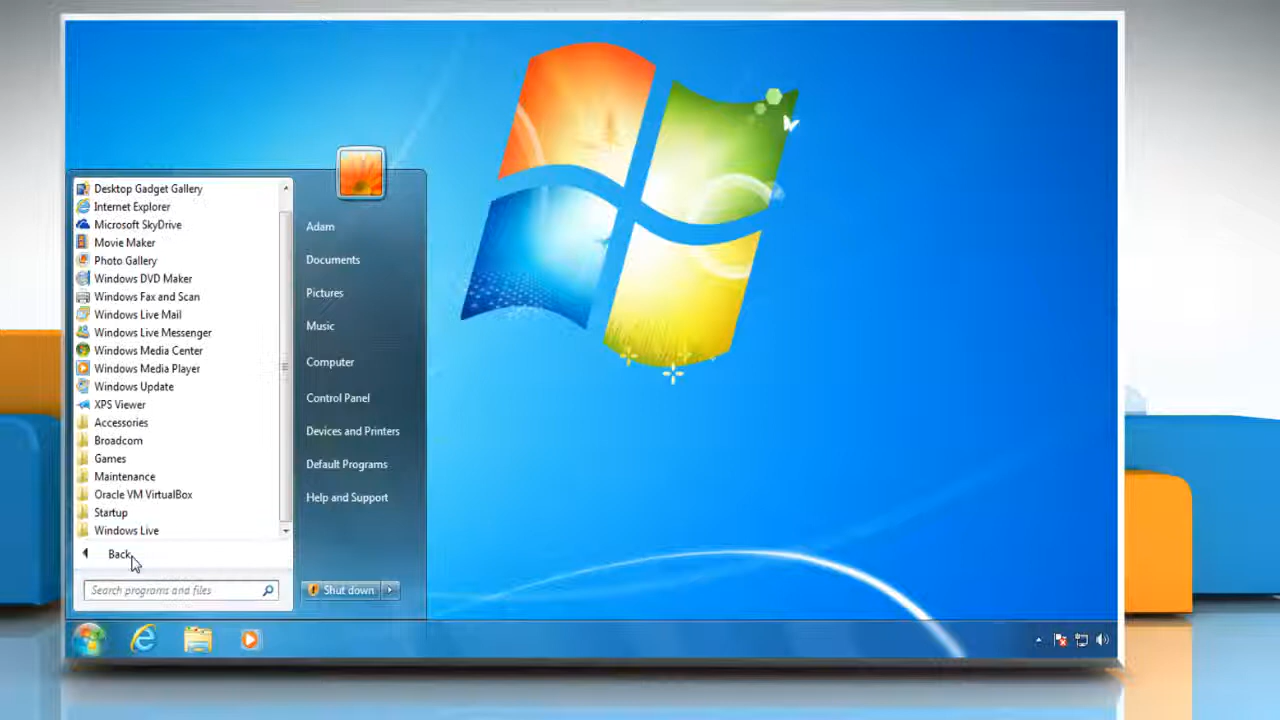 Desktop Gadget Gallery
Internet Explorer
Microsoft SkyDrive
Movie Maker
Photo Gallery
Windows DVD Maker
Windows Fax and Scan
Windows Live Mail
Windows Live Messenger
Windows Media Center
Windows Media Player
Windows Update
XPS Viewer
Accessories
Broadcom
Games
Maintenance
Oracle VM VirtualBox
Startup
Windows Live
Back
Search programs and files
Adam
Documents
Pictures
Music
Computer
Control Panel
Devices and Printers
Default Programs
Help and Support
Shut down